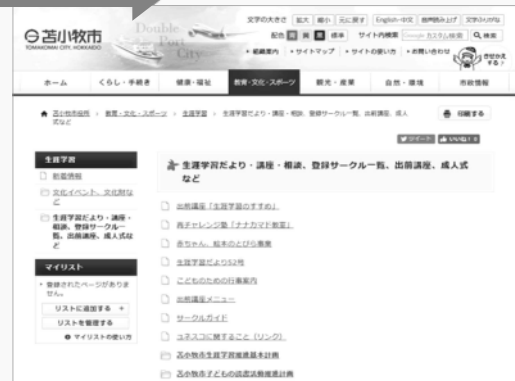 文字の大きさ 拡大 縮小 元に戻す English・中文 音声読み上げ 文字ふりがな
苫小牧市
TOMAKOMAI CITY, HOKKAIDO
Double Port City
配色 標準 サイト内検索 カスタム検索 検索
組織案内 サイトマップ サイトの使い方 お問い合わせ
きせかえする
ホーム くらし・手続き 健康・福祉 教育・文化・スポーツ 観光・産業 自然・環境 市政情報
苫小牧市役所 > 教育・文化・スポーツ > 生涯学習 > 生涯学習だより・講座・相談、登録サークル一覧、出前講座、成人式など
印刷する
ツイート いいね！0
生涯学習
新着情報
文化イベント、文化財など
生涯学習だより・講座・相談、登録サークル一覧、出前講座、成人式など
マイリスト
登録されたページがありません。
リストに追加する +
リストを管理する
マイリストの使い方
生涯学習だより・講座・相談、登録サークル一覧、出前講座、成人式など
出前講座「生涯学習のすすめ」
再チャレンジ塾「ナナカマド教室」
赤ちゃん、絵本のとびら事業
生涯学習だより52号
こどものための行事案内
出前講座メニュー
サークルガイド
ユネスコに関すること（リンク）
苫小牧市生涯学習推進基本計画
苫小牧市子どもの読書活動推進計画